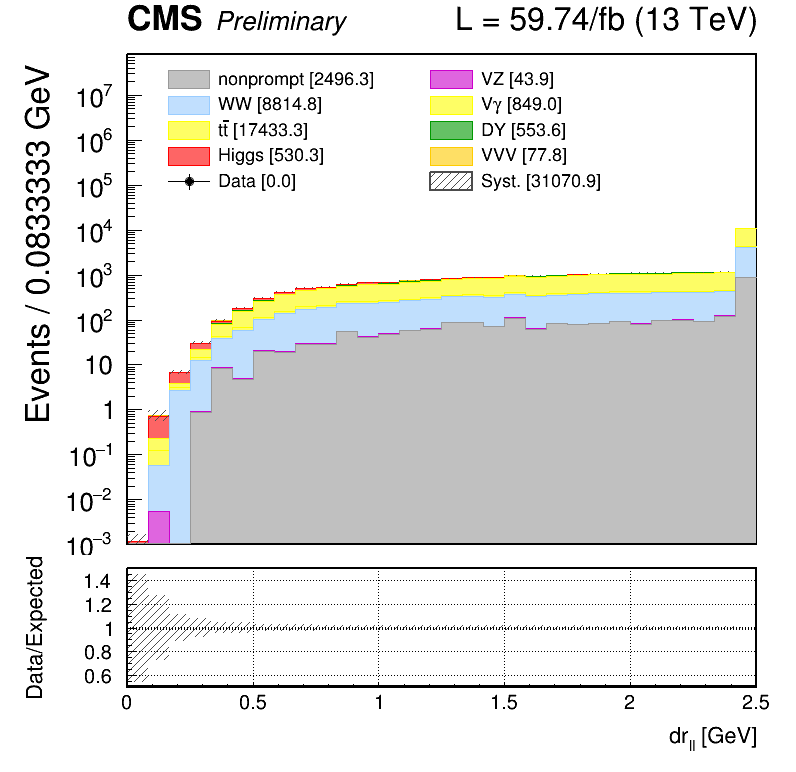 CMS Preliminary L = 59.74/fb (13 TeV)
Events / 0.0833333 GeV
nonprompt [2496.3]
WW [8814.8]
tt̄ [17433.3]
Higgs [530.3]
Data [0.0]
VZ [43.9]
Vγ [849.0]
DY [553.6]
VVV [77.8]
Syst. [31070.9]
10⁷
10⁶
10⁵
10⁴
10³
10²
10
1
10⁻¹
10⁻²
10⁻³
Data/Expected
1.4
1.2
1
0.8
0.6
0 0.5 1 1.5 2 2.5
dr_ll [GeV]